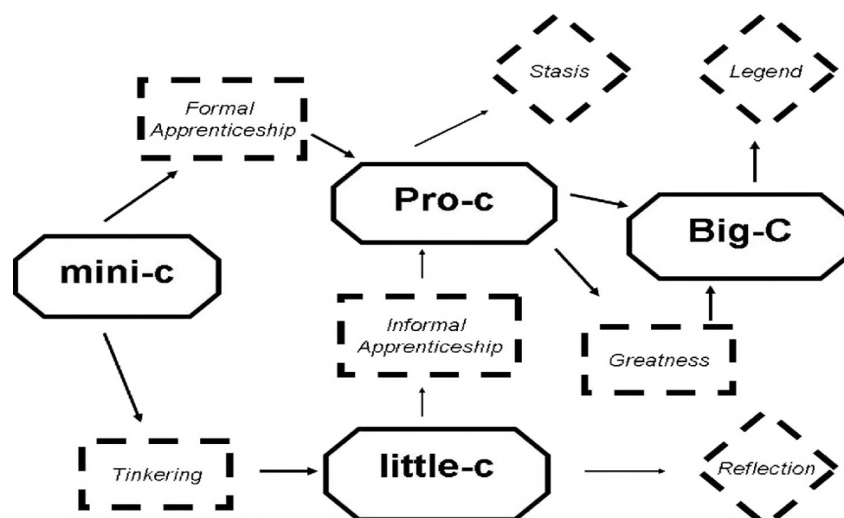 Stasis
Legend
Formal
Apprenticeship
Pro-c
Big-C
mini-c
Informal
Apprenticeship
Greatness
Tinkering
little-c
Reflection